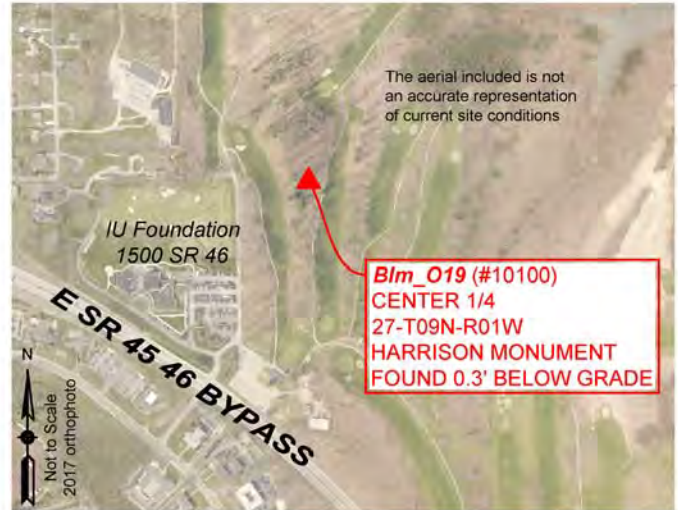 The aerial included is not
an accurate representation
of current site conditions
IU Foundation
1500 SR 46
Blm_O19 (#10100)
CENTER 1/4
27-T09N-R01W
HARRISON MONUMENT
FOUND 0.3' BELOW GRADE
E SR 45 46 BYPASS
N
Not to Scale
2017 orthophoto